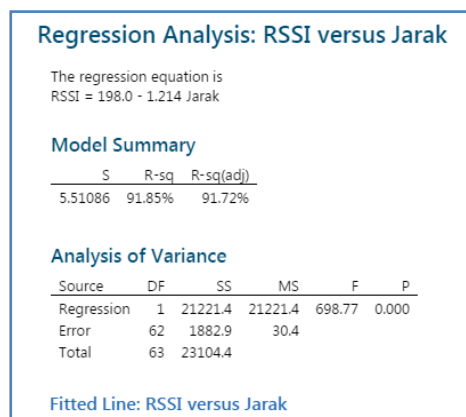 Regression Analysis: RSSI versus Jarak
The regression equation is
RSSI = 198.0 - 1.214 Jarak
Model Summary
S R-sq R-sq(adj)
5.51086 91.85% 91.72%
Analysis of Variance
Source DF SS MS F P
Regression 1 21221.4 21221.4 698.77 0.000
Error 62 1882.9 30.4
Total 63 23104.4
Fitted Line: RSSI versus Jarak